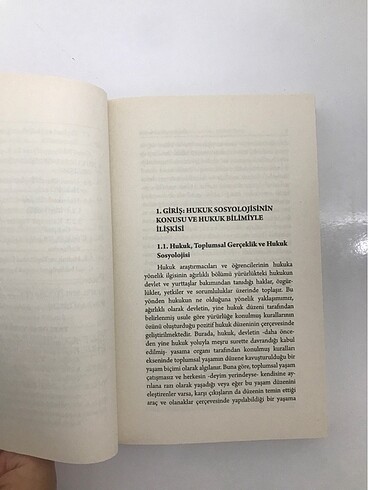 1. GİRİŞ: HUKUK SOSYOLOJİSİNİN
KONUSU VE HUKUK BİLİMİYLE
İLİŞKİSİ
1.1. Hukuk, Toplumsal Gerçeklik ve Hukuk
Sosyolojisi
Hukuk araştırmacıları ve öğrencilerinin hukuka
yönelik ilgisinin ağırlıklı bölümü yürürlükteki hukukun
devlet ve yurttaşlar bakımından tanıdığı haklar, özgür-
lükler, yetkiler ve sorumluluklar üzerinde toplaşır. Bu
yönden hukukun ne olduğuna yönelik yaklaşımımız,
ağırlıklı olarak devletin, yine hukuk düzeni tarafından
belirlenmiş usule göre yürürlüğe konulmuş kurallarının
özünü oluşturduğu pozitif hukuk düzeninin çerçevesinde
geliştirilmektedir. Burada, hukuk, devletin -daha önce-
den yine hukuk yoluyla meşru surette davrandığı kabul
edilmiş- yasama organı tarafından konulmuş kuralları
ekseninde toplumsal yaşamın düzene kavuşturulduğu bir
yaşam biçimi olarak algılanır. Buna göre, toplumsal yaşam
çatışmasız ve herkesin -deyim yerindeyse- kendisine ay-
rılana razı olarak yaşadığı veya eğer bu yaşam düzenini
eleştirenler varsa, karşı çıkışların da düzenin temin ettiği
araç ve olanaklar çerçevesinde yapılabildiği bir yaşama